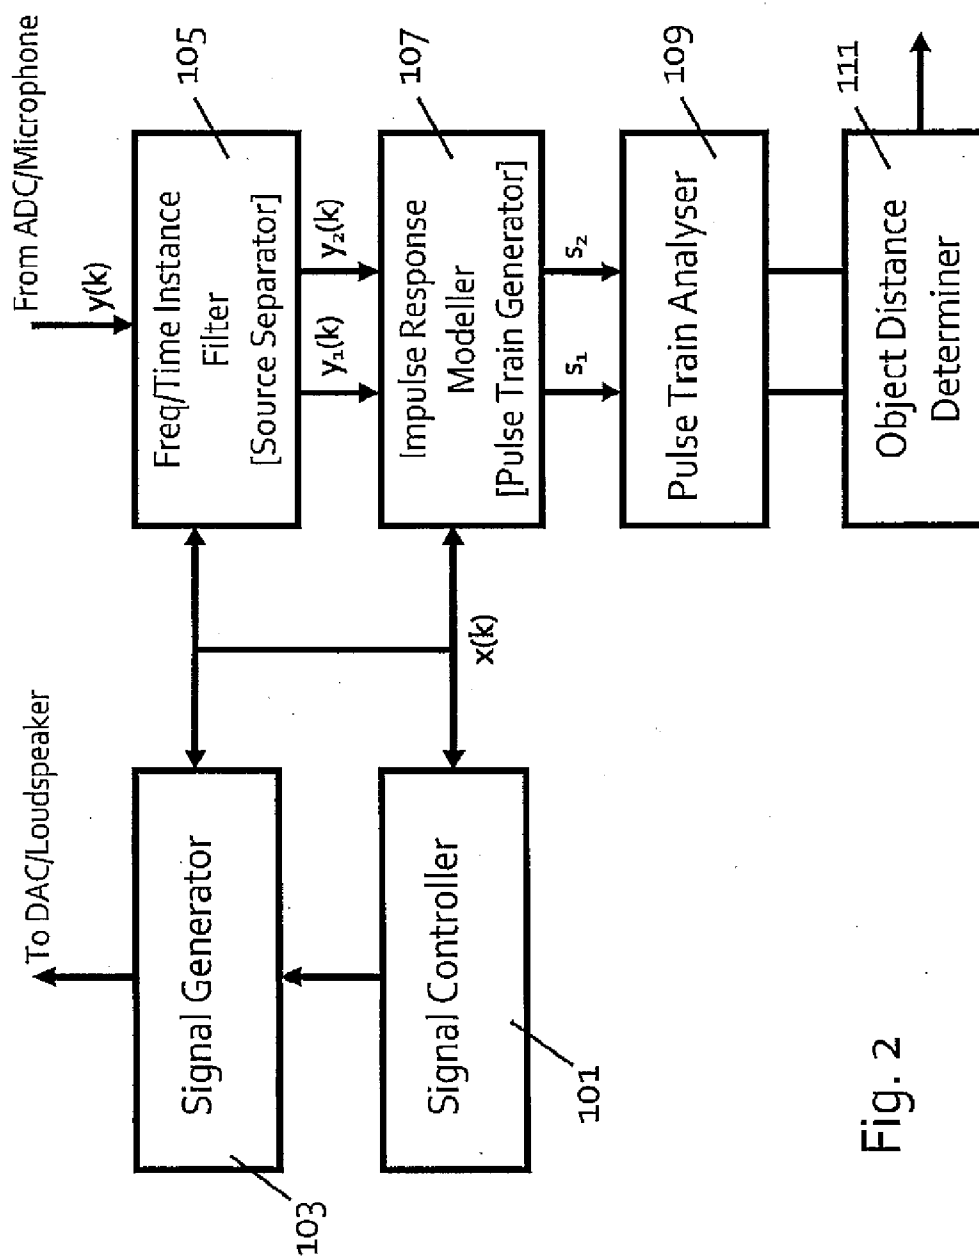 From ADC/Microphone
y(k)
105
Freq/Time Instance
Filter
[Source Separator]
y₁(k)
y₂(k)
107
Impulse Response
Modeller
[Pulse Train Generator]
s₁
s₂
109
Pulse Train Analyser
111
Object Distance
Determiner
x(k)
To DAC/Loudspeaker
Signal Generator
103
Signal Controller
101
Fig. 2